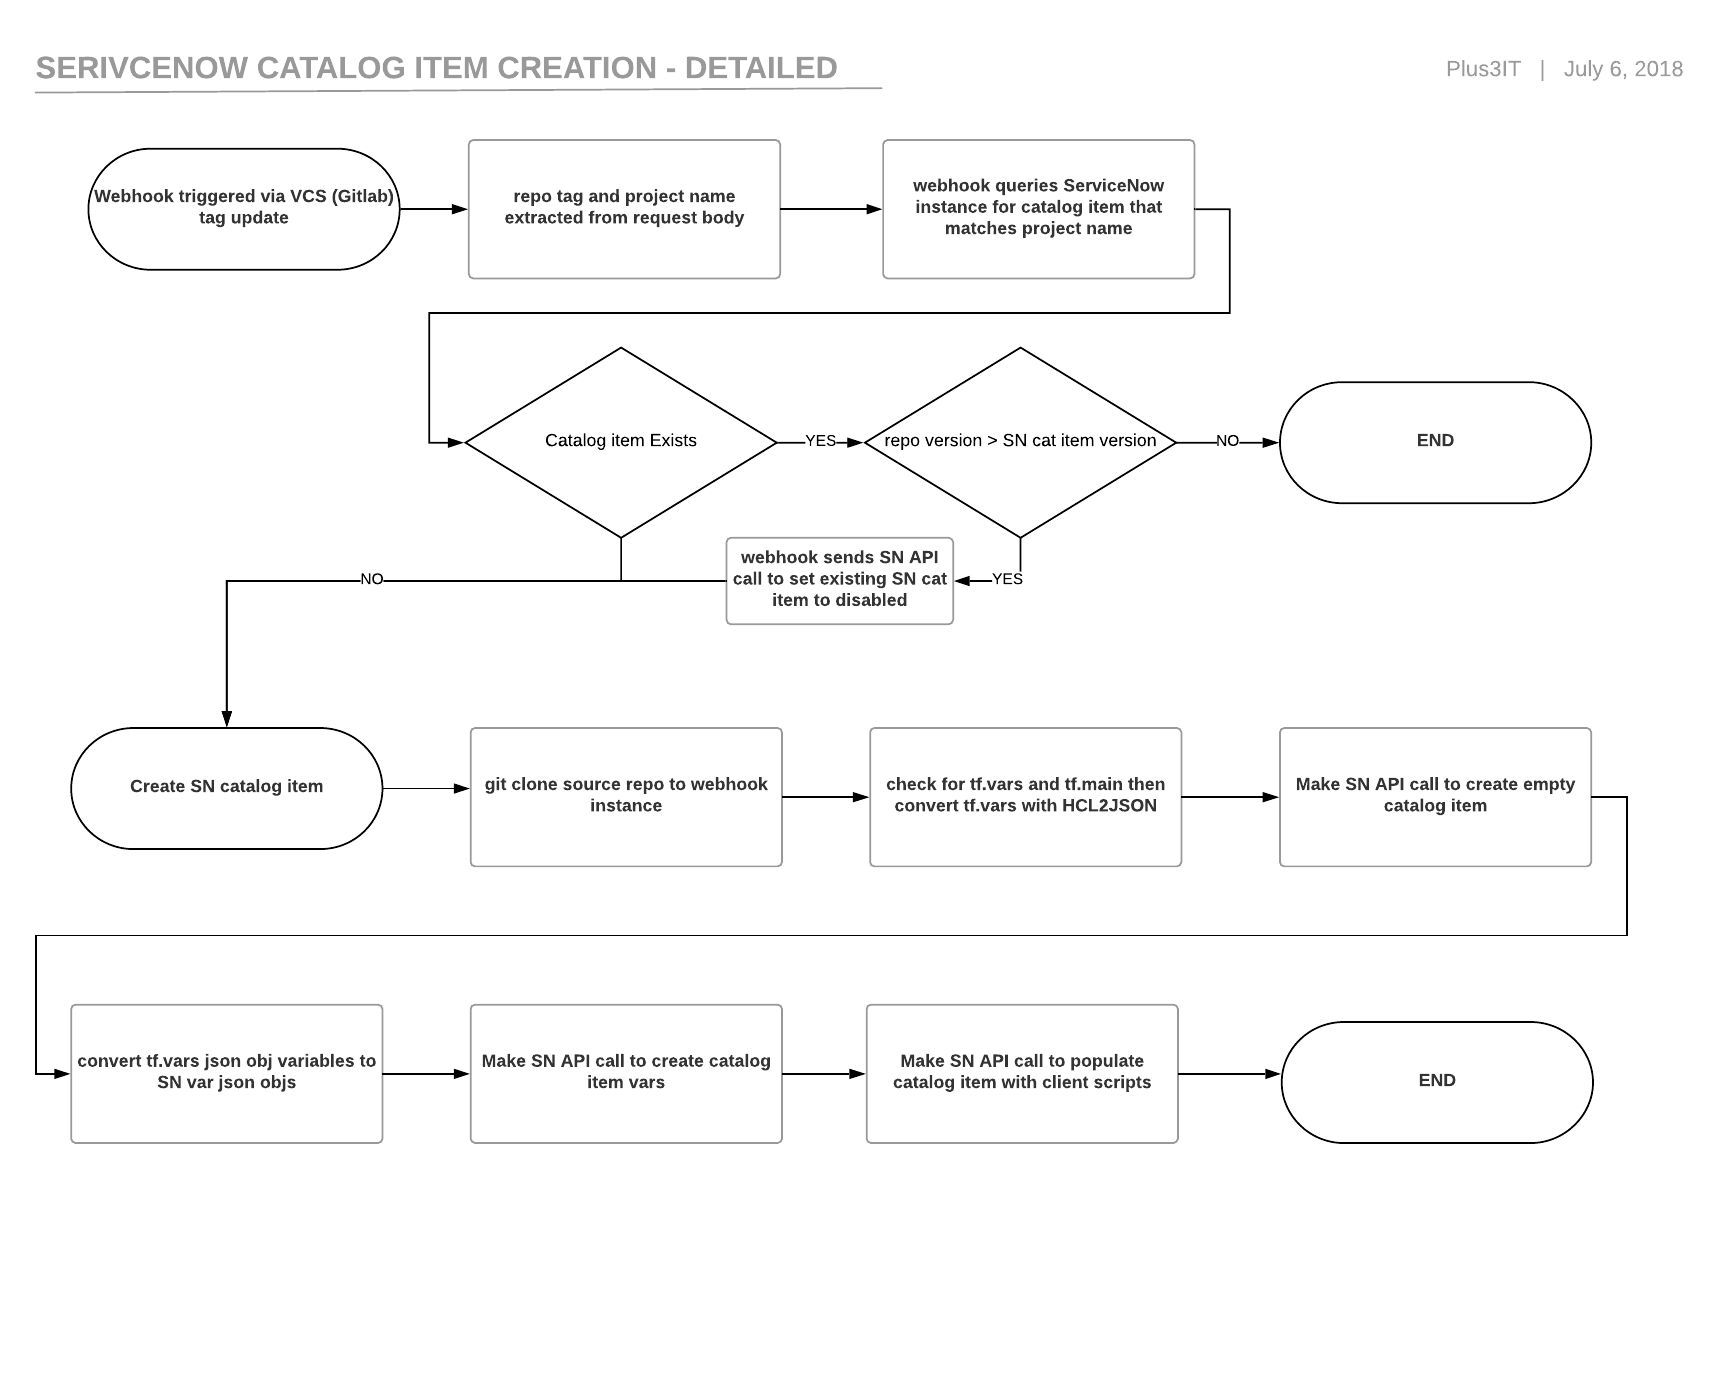 SERIVCENOW CATALOG ITEM CREATION - DETAILED
Plus3IT | July 6, 2018
Webhook triggered via VCS (Gitlab)
tag update
repo tag and project name
extracted from request body
webhook queries ServiceNow
instance for catalog item that
matches project name
Catalog item Exists
YES
repo version > SN cat item version
NO
END
webhook sends SN API
call to set existing SN cat
item to disabled
YES
NO
Create SN catalog item
git clone source repo to webhook
instance
check for tf.vars and tf.main then
convert tf.vars with HCL2JSON
Make SN API call to create empty
catalog item
convert tf.vars json obj variables to
SN var json objs
Make SN API call to create catalog
item vars
Make SN API call to populate
catalog item with client scripts
END